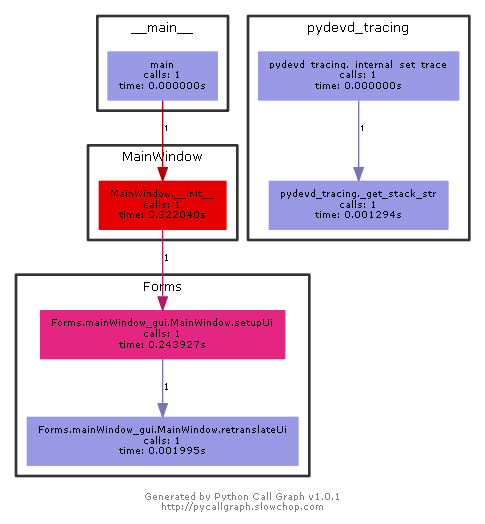 __main__
main
calls: 1
time: 0.000000s
1
MainWindow
MainWindow.__init__
calls: 1
time: 0.322040s
1
Forms
Forms.mainWindow_gui.MainWindow.setupUi
calls: 1
time: 0.243927s
1
Forms.mainWindow_gui.MainWindow.retranslateUi
calls: 1
time: 0.001995s
pydevd_tracing
pydevd_tracing._internal_set_trace
calls: 1
time: 0.000000s
1
pydevd_tracing._get_stack_str
calls: 1
time: 0.001294s
Generated by Python Call Graph v1.0.1
http://pycallgraph.slowchop.com